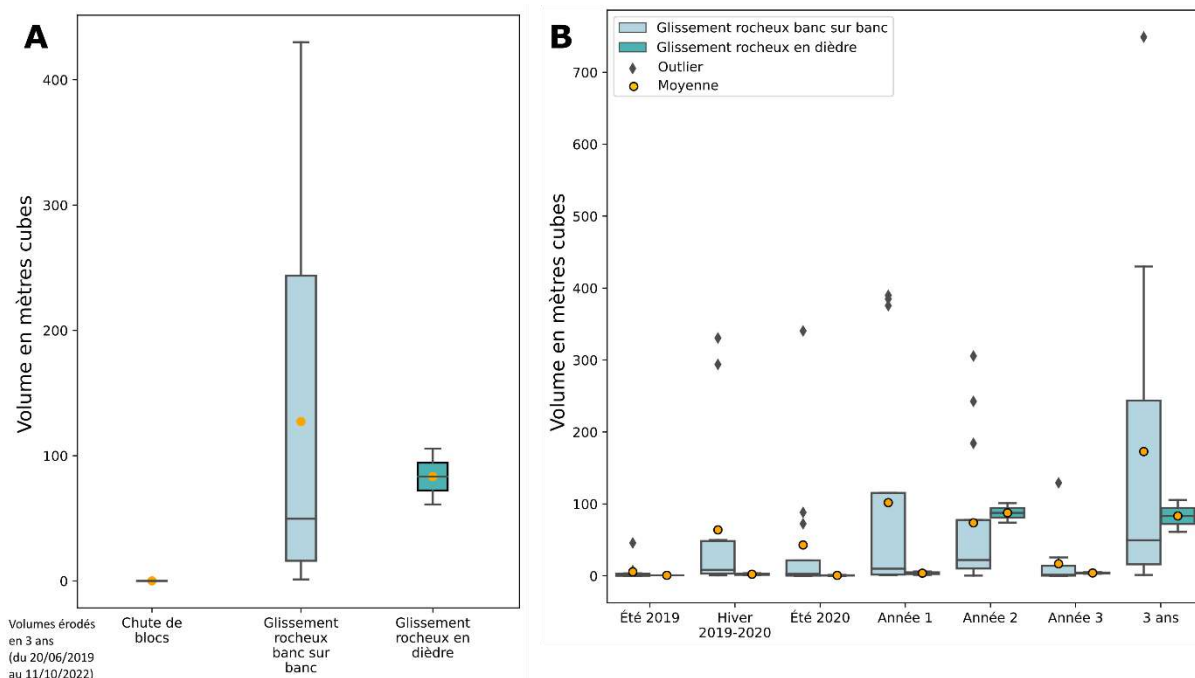 A
Volume en mètres cubes
400
300
200
100
0
Chute de
blocs
Glissement
rocheux
banc sur
banc
Glissement
rocheux en
dièdre
Volumes érodés
en 3 ans
(du 20/06/2019
au 11/10/2022)
B
Glissement rocheux banc sur banc
Glissement rocheux en dièdre
Outlier
Moyenne
Volume en mètres cubes
700
600
500
400
300
200
100
0
Été 2019
Hiver
2019-2020
Été 2020
Année 1
Année 2
Année 3
3 ans